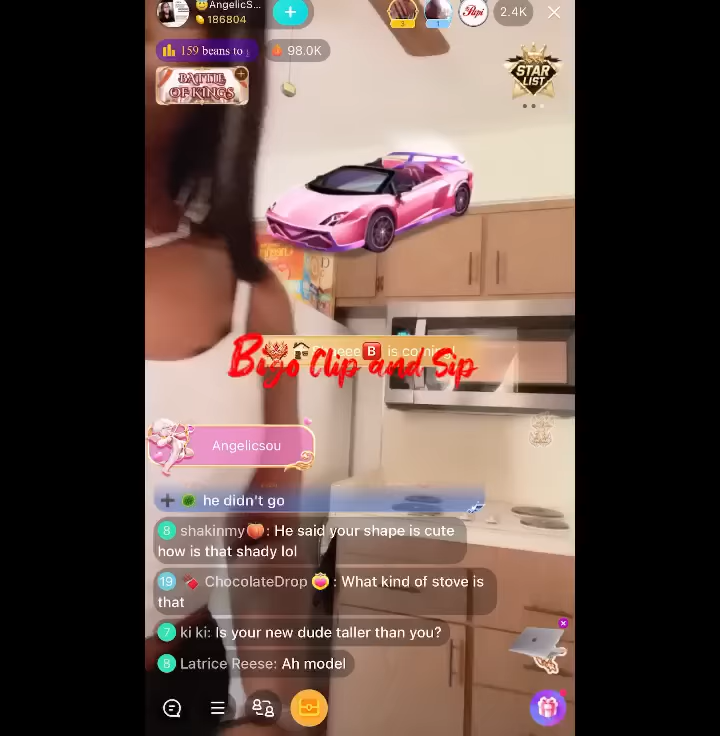 😇AngelicS...
186804
3
1
2.4K
159 beans to
98.0K
BATTLE
OF KINGS
STAR
LIST
B is coming!
Bigo Clip and Sip
Angelicsou
he didn't go
8 shakinmy🍑: He said your shape is cute
how is that shady lol
19 🍫 ChocolateDrop 🍑: What kind of stove is
that
7 ki ki: Is your new dude taller than you?
8 Latrice Reese: Ah model